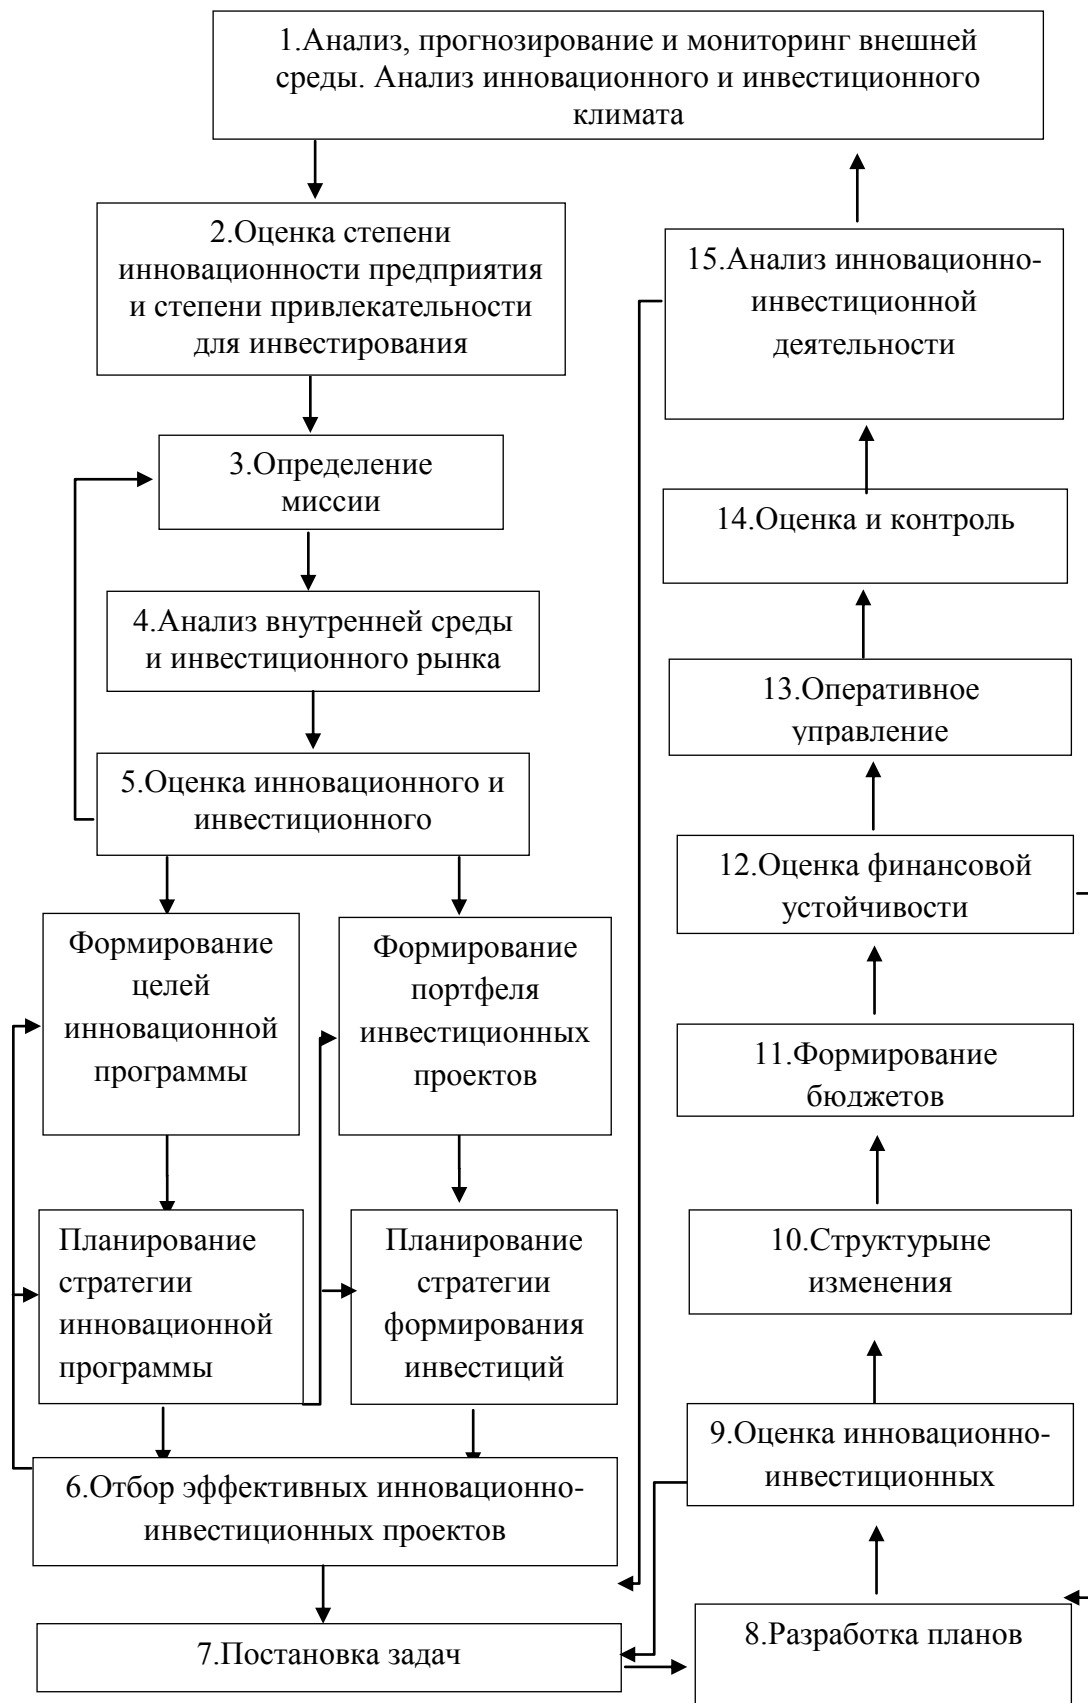 1.Анализ, прогнозирование и мониторинг внешней
среды. Анализ инновационного и инвестиционного
климата
2.Оценка степени
инновационности предприятия
и степени привлекательности
для инвестирования
3.Определение
миссии
4.Анализ внутренней среды
и инвестиционного рынка
5.Оценка инновационного и
инвестиционного
Формирование
целей
инновационной
программы
Формирование
портфеля
инвестиционных
проектов
Планирование
стратегии
инновационной
программы
Планирование
стратегии
формирования
инвестиций
6.Отбор эффективных инновационно-
инвестиционных проектов
7.Постановка задач
8.Разработка планов
9.Оценка инновационно-
инвестиционных
10.Структурыне
изменения
11.Формирование
бюджетов
12.Оценка финансовой
устойчивости
13.Оперативное
управление
14.Оценка и контроль
15.Анализ инновационно-
инвестиционной
деятельности